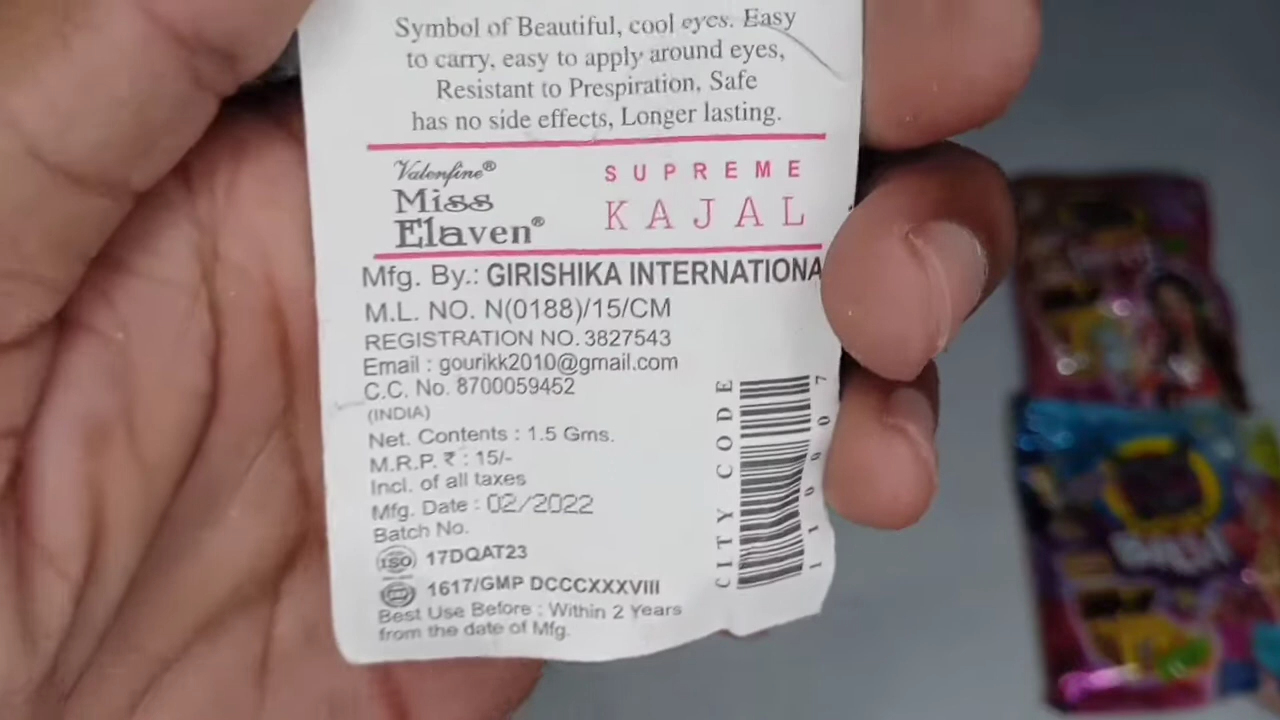 Symbol of Beautiful, cool eyes. Easy
to carry, easy to apply around eyes,
Resistant to Prespiration, Safe
has no side effects, Longer lasting.
Valenfine®
Miss
Elaven®
SUPREME
KAJAL
Mfg. By.: GIRISHIKA INTERNATIONA
M.L. NO. N(0188)/15/CM
REGISTRATION NO. 3827543
Email : gourikk2010@gmail.com
C.C. No. 8700059452
(INDIA)
Net. Contents : 1.5 Gms.
M.R.P. ₹ : 15/-
Incl. of all taxes
Mfg. Date : 02/2022
Batch No.
ISO 17DQAT23
1617/GMP DCCCXXXVIII
Best Use Before : Within 2 Years
from the date of Mfg.
CITY CODE
110007